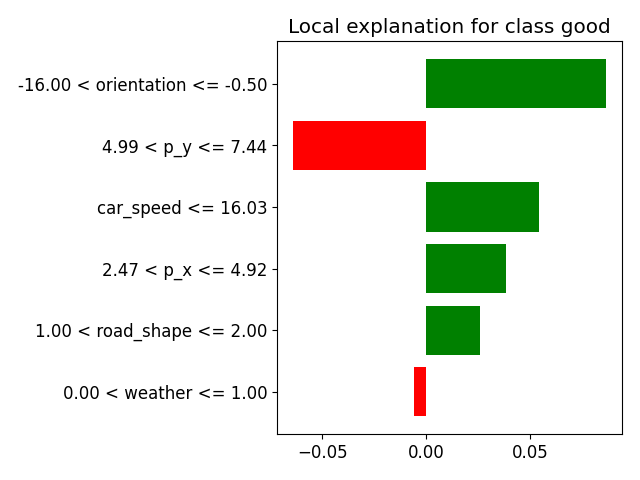 Local explanation for class good
-16.00 < orientation <= -0.50
4.99 < p_y <= 7.44
car_speed <= 16.03
2.47 < p_x <= 4.92
1.00 < road_shape <= 2.00
0.00 < weather <= 1.00
−0.05 0.00 0.05